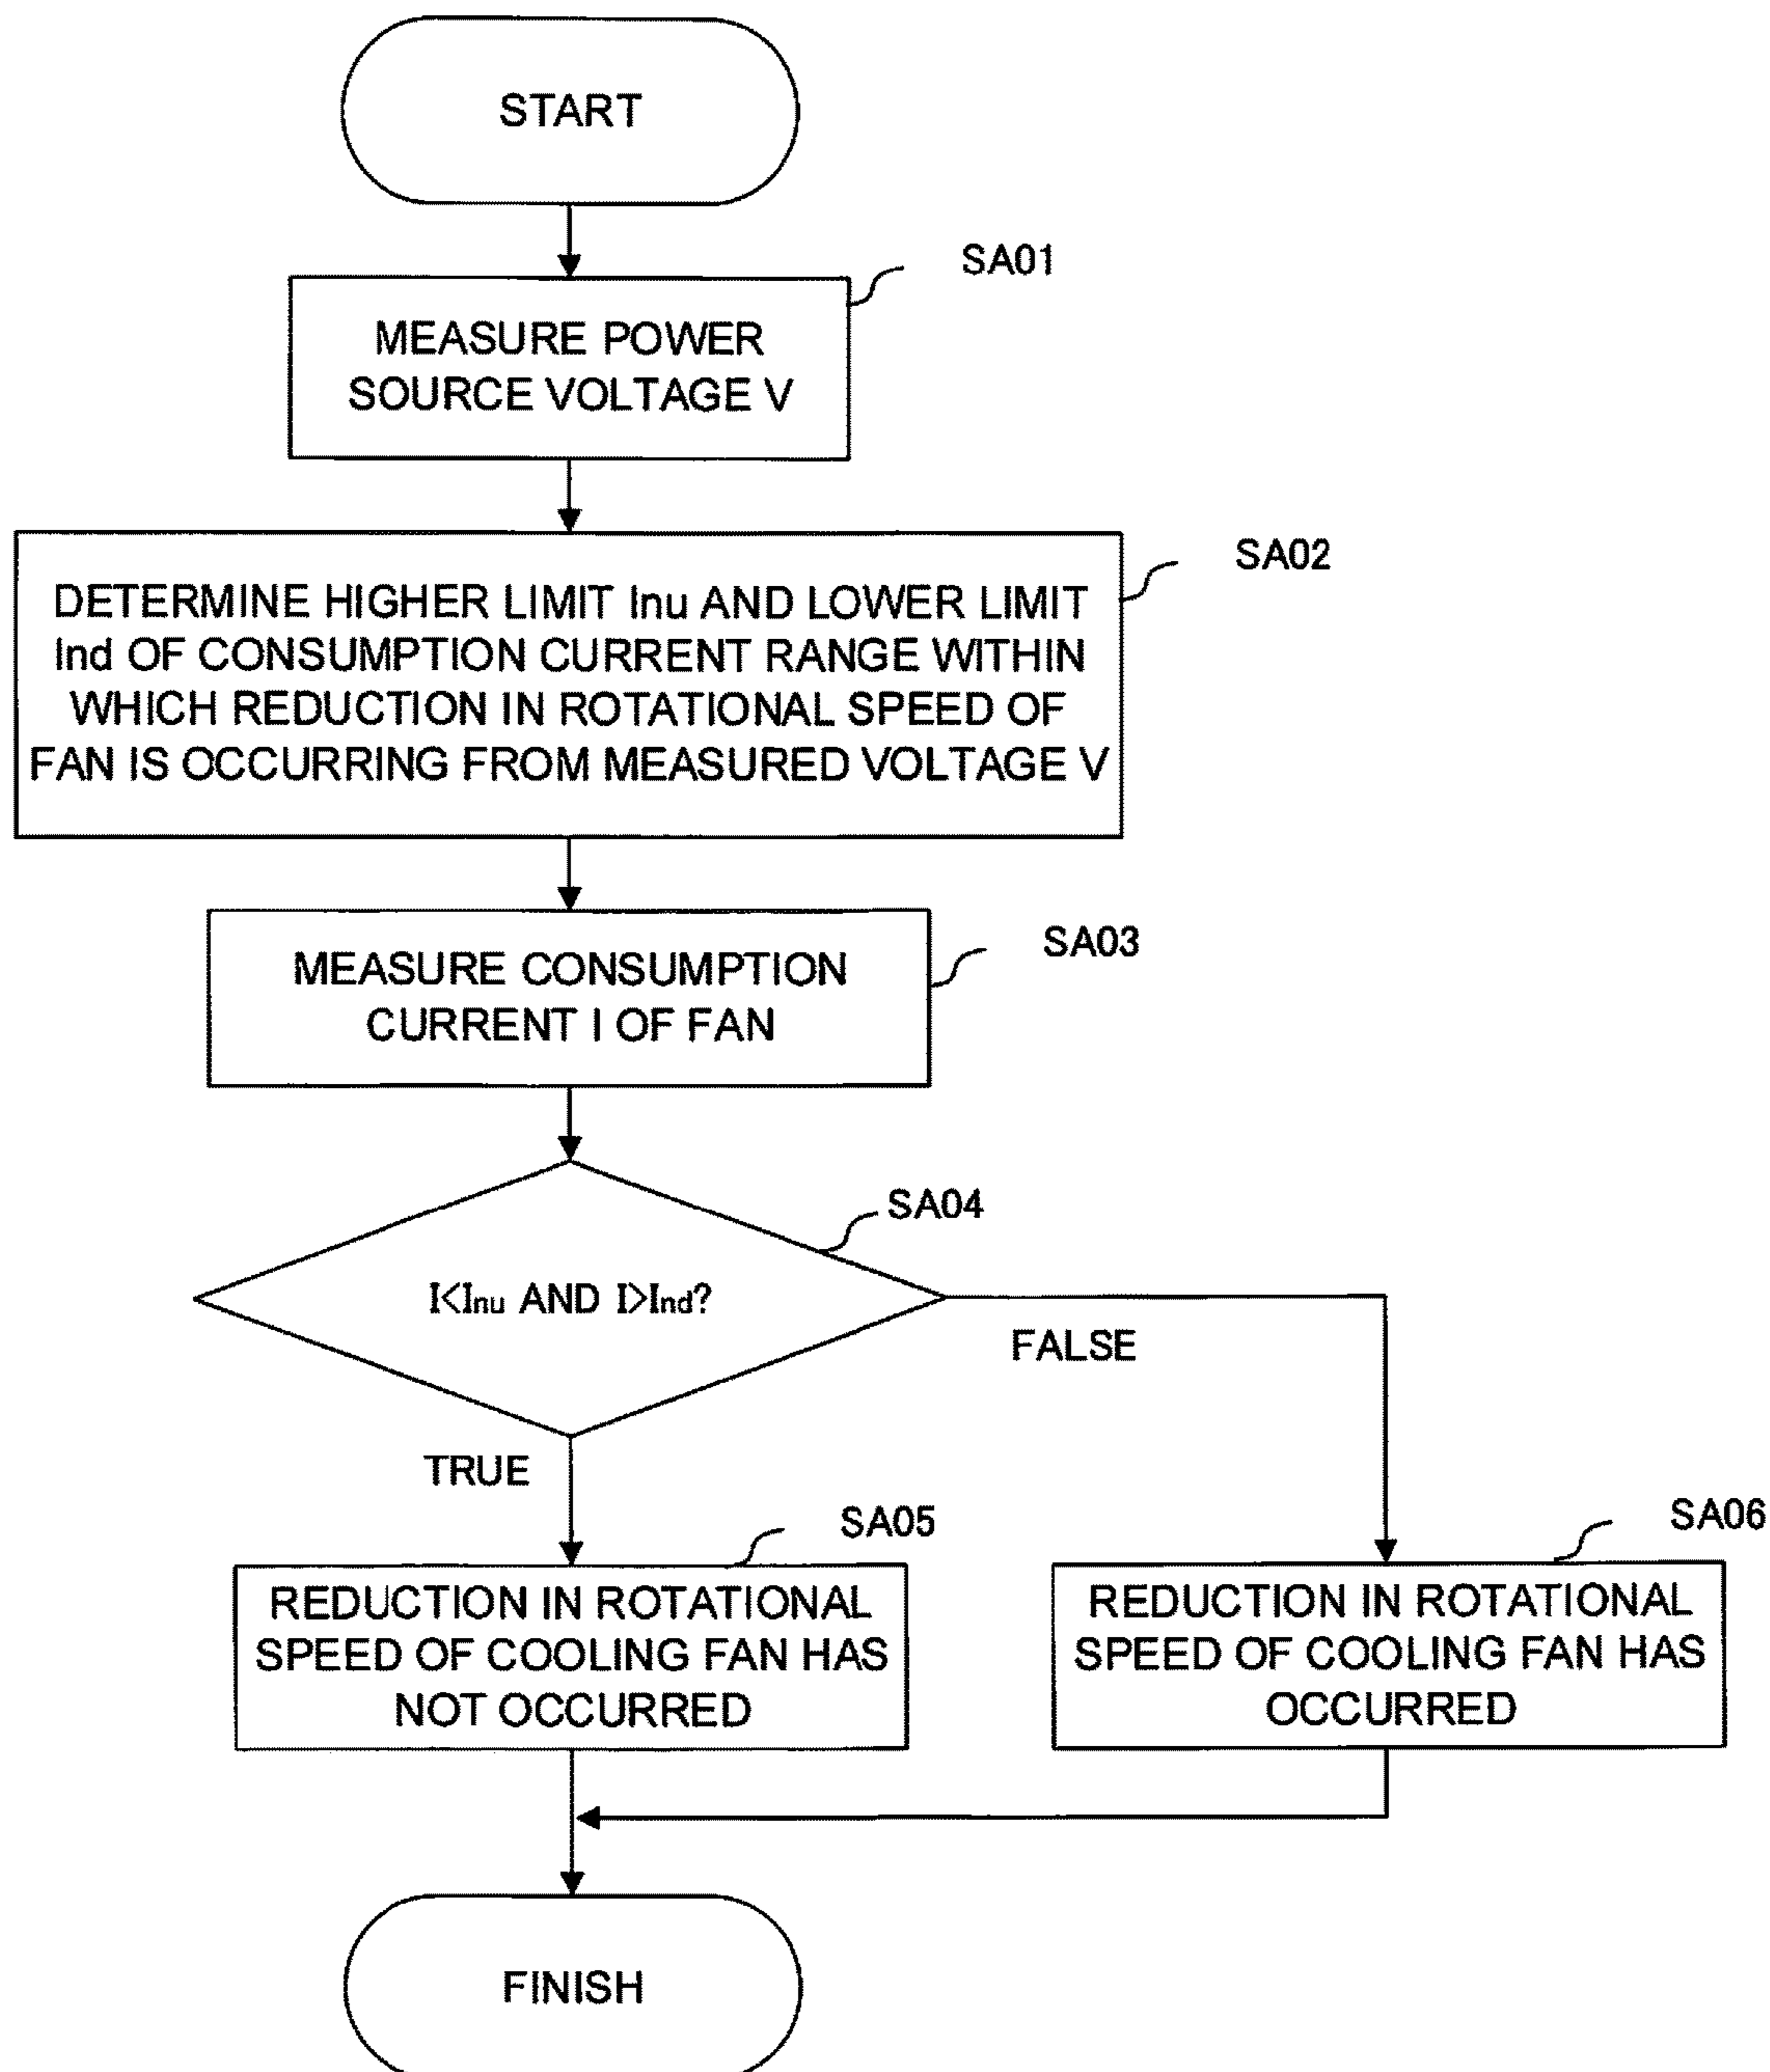 START
SA01
MEASURE POWER
SOURCE VOLTAGE V
SA02
DETERMINE HIGHER LIMIT Inu AND LOWER LIMIT
Ind OF CONSUMPTION CURRENT RANGE WITHIN
WHICH REDUCTION IN ROTATIONAL SPEED OF
FAN IS OCCURRING FROM MEASURED VOLTAGE V
SA03
MEASURE CONSUMPTION
CURRENT I OF FAN
SA04
I<Inu AND I>Ind?
FALSE
TRUE
SA05
REDUCTION IN ROTATIONAL
SPEED OF COOLING FAN HAS
NOT OCCURRED
SA06
REDUCTION IN ROTATIONAL
SPEED OF COOLING FAN HAS
OCCURRED
FINISH